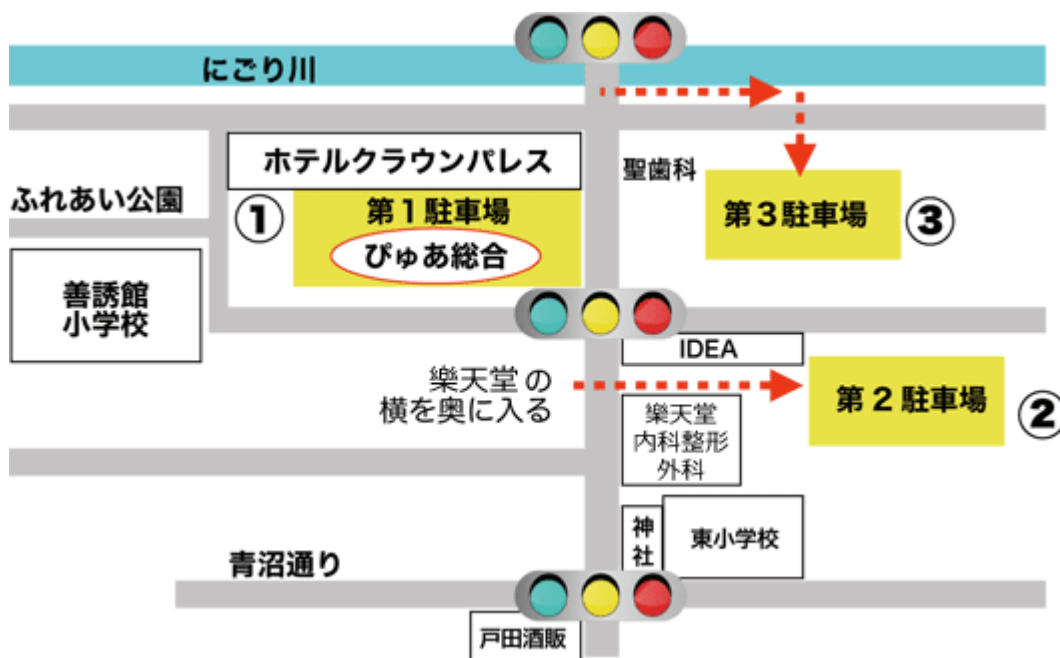 にごり川
ホテルクラウンパレス
聖歯科
ふれあい公園
①
第1駐車場
ぴゅあ総合
第3駐車場
③
善誘館
小学校
IDEA
樂天堂の
横を奥に入る
第2駐車場
②
樂天堂
内科整形
外科
神
社
東小学校
青沼通り
戸田酒販